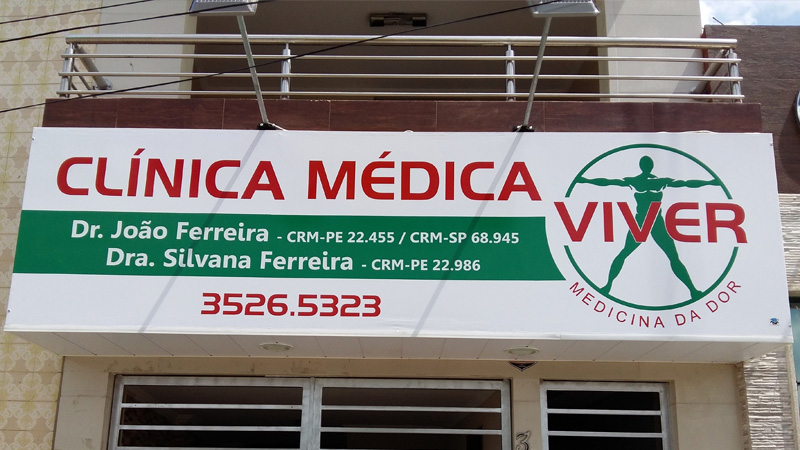 CLÍNICA MÉDICA
Dr. João Ferreira - CRM-PE 22.455 / CRM-SP 68.945
Dra. Silvana Ferreira - CRM-PE 22.986
3526.5323
VIVER
MEDICINA DA DOR
3